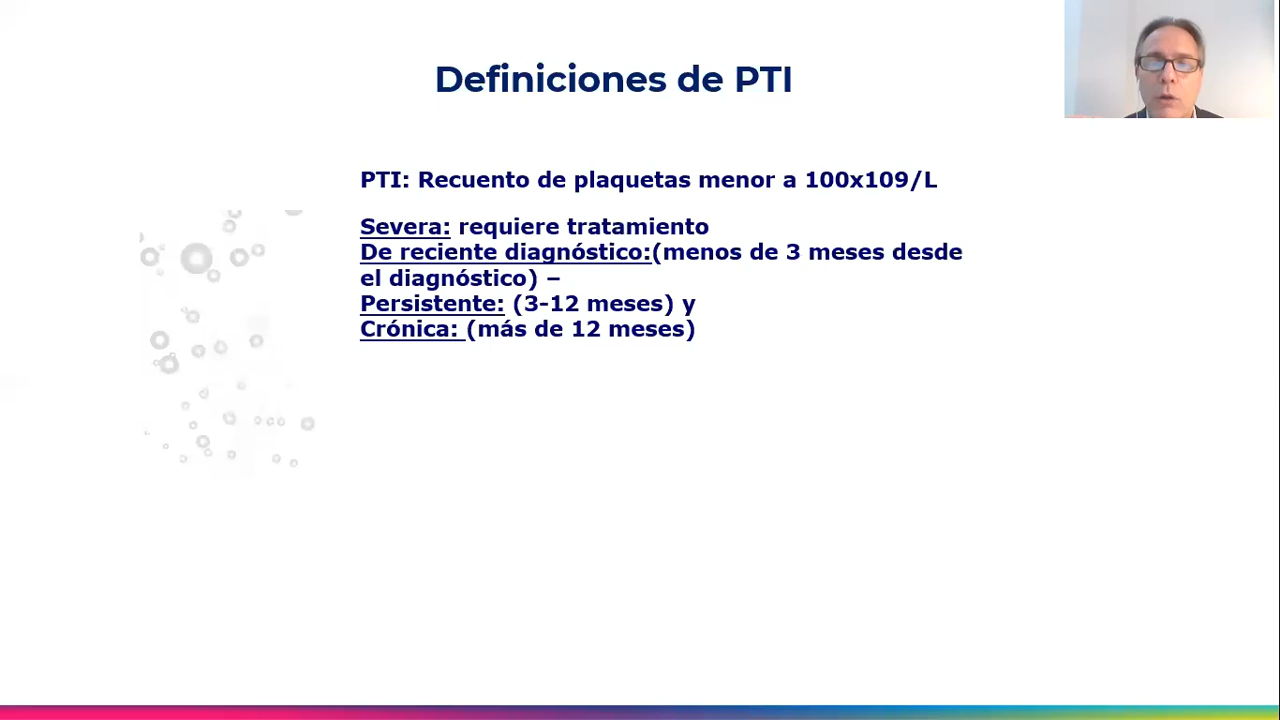 Definiciones de PTI
PTI: Recuento de plaquetas menor a 100x109/L
Severa: requiere tratamiento
De reciente diagnóstico:(menos de 3 meses desde
el diagnóstico) –
Persistente: (3-12 meses) y
Crónica: (más de 12 meses)